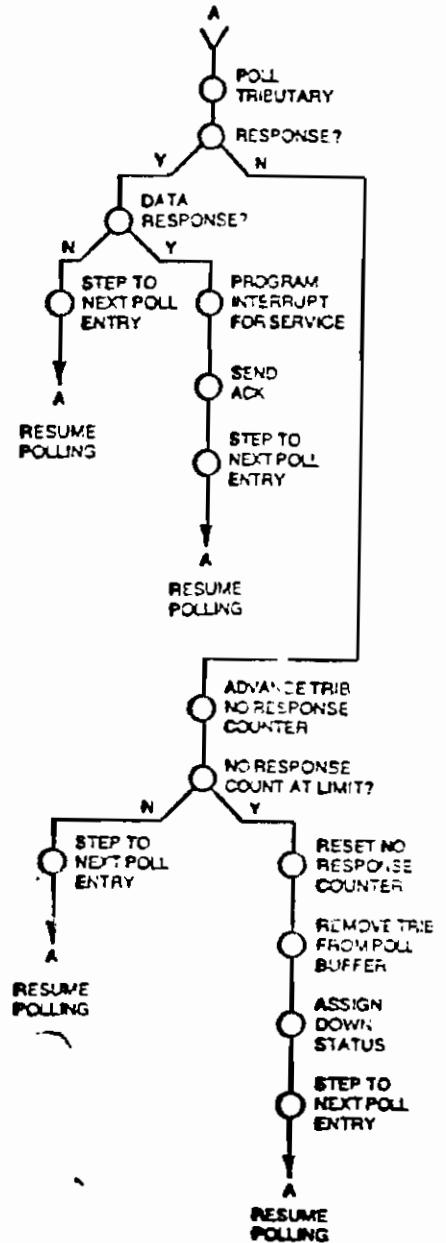 A
POLL
TRIBUTARY
RESPONSE?
Y
N
DATA
RESPONSE?
N
Y
STEP TO
NEXT POLL
ENTRY
PROGRAM
INTERRUPT
FOR SERVICE
SEND
ACK
A
RESUME
POLLING
STEP TO
NEXT POLL
ENTRY
A
RESUME
POLLING
ADVANCE TRIB
NO RESPONSE
COUNTER
NO RESPONSE
COUNT AT LIMIT?
N
Y
STEP TO
NEXT POLL
ENTRY
RESET NO
RESPONSE
COUNTER
A
RESUME
POLLING
REMOVE TRIB
FROM POLL
BUFFER
ASSIGN
DOWN
STATUS
STEP TO
NEXT POLL
ENTRY
A
RESUME
POLLING